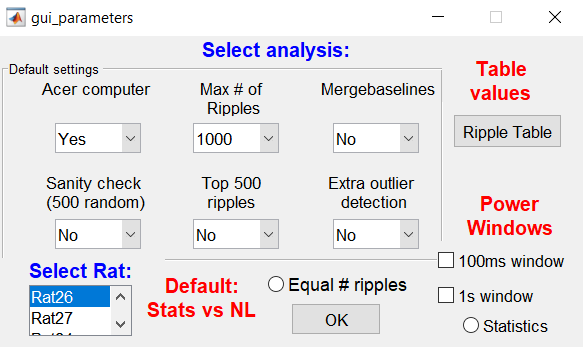 gui_parameters
Select analysis:
Default settings
Acer computer
Max # of
Ripples
Mergebaselines
Yes
1000
No
Sanity check
(500 random)
Top 500
ripples
Extra outlier
detection
No
No
No
Table
values
Ripple Table
Power
Windows
100ms window
1s window
Statistics
Select Rat:
Rat26
Rat27
Default:
Stats vs NL
Equal # ripples
OK